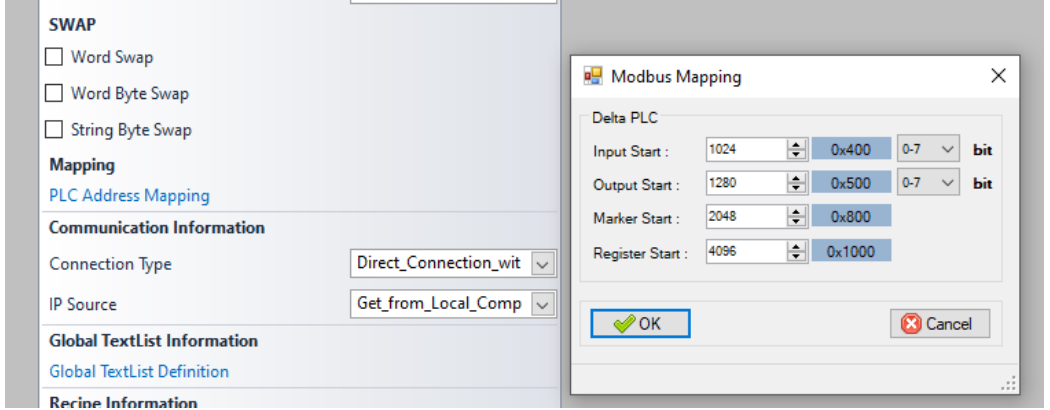 SWAP
Word Swap
Word Byte Swap
String Byte Swap
Mapping
PLC Address Mapping
Communication Information
Connection Type Direct_Connection_wit
IP Source Get_from_Local_Comp
Global TextList Information
Global TextList Definition
Recipe Information
Modbus Mapping
Delta PLC
Input Start : 1024 0x400 0-7 bit
Output Start : 1280 0x500 0-7 bit
Marker Start : 2048 0x800
Register Start : 4096 0x1000
OK Cancel